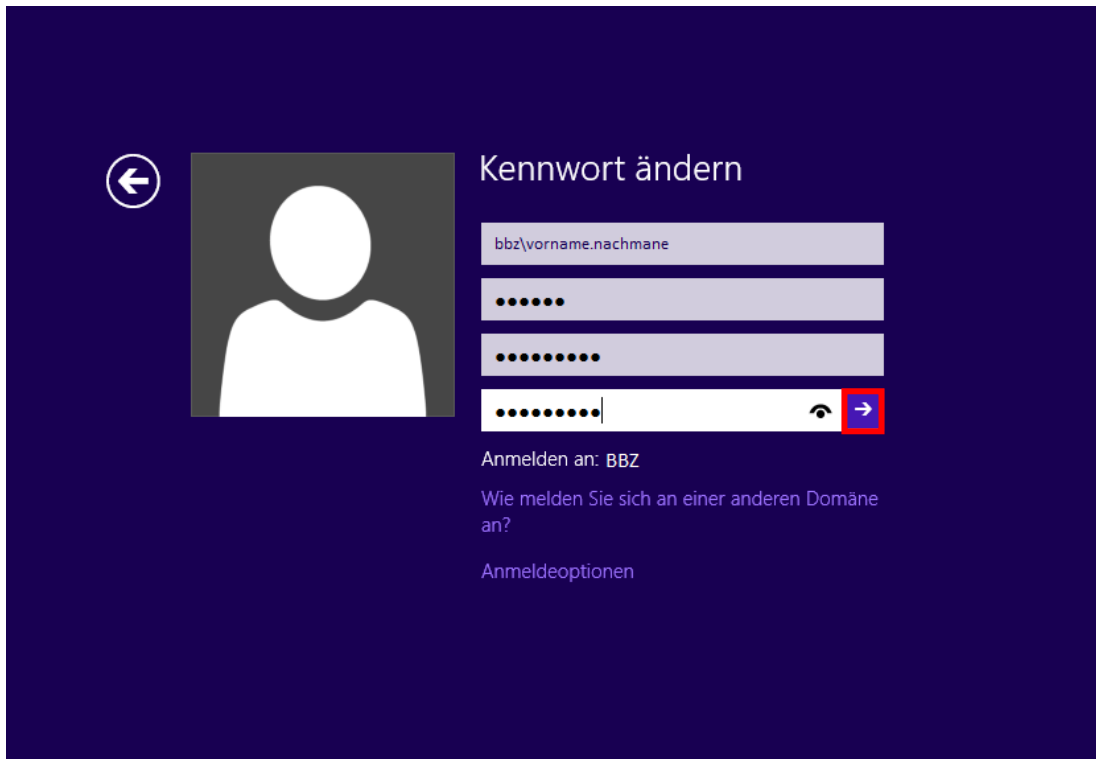 Kennwort ändern
bbz\vorname.nachmane
••••••
•••••••••
•••••••••
Anmelden an: BBZ
Wie melden Sie sich an einer anderen Domäne
an?
Anmeldeoptionen